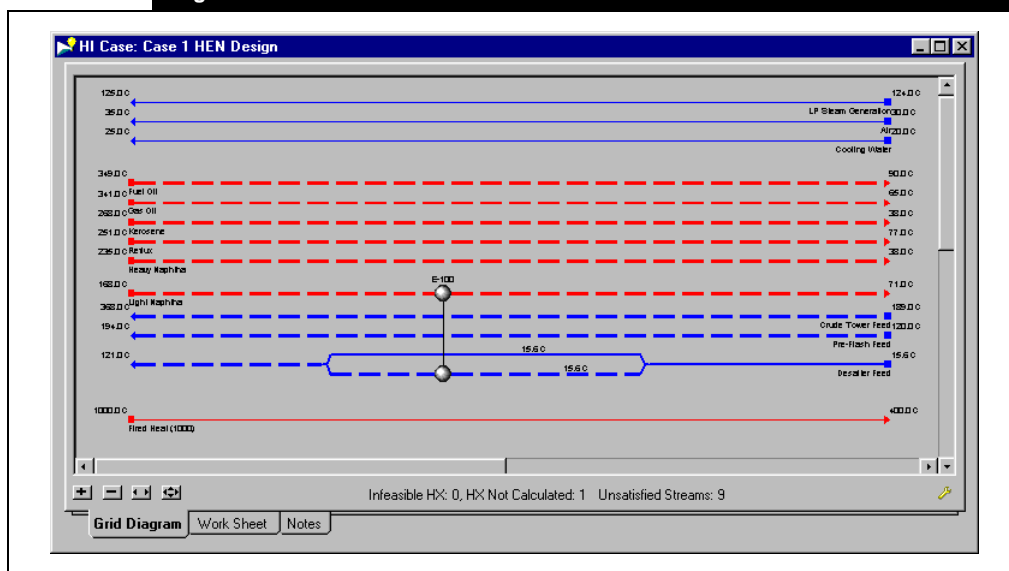 HI Case: Case 1 HEN Design
125.0 C 124.0 C
LP Steam Generation
35.0 C 30.0 C
Air
25.0 C 20.0 C
Cooling Water
349.0 C 90.0 C
Fuel Oil
341.0 C 65.0 C
Gas Oil
268.0 C 38.0 C
Kerosene
251.0 C 77.0 C
Reflux
235.0 C 38.0 C
Heavy Naphtha
E-100
168.0 C 71.0 C
Light Naphtha
368.0 C 189.0 C
Crude Tower Feed
194.0 C 120.0 C
Pre-Flash Feed
121.0 C 15.6 C 15.6 C
15.6 C
Desalter Feed
1000.0 C 400.0 C
Fired Heat (1000)
Infeasible HX: 0, HX Not Calculated: 1 Unsatisfied Streams: 9
Grid Diagram Work Sheet Notes